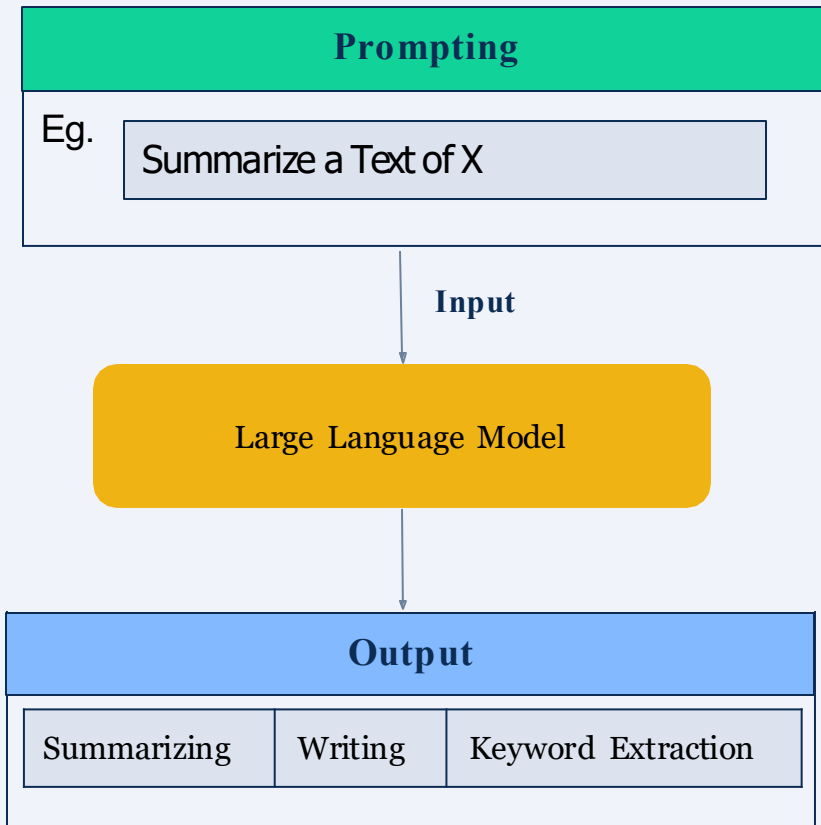 Prompting
Eg.
Summarize a Text of X
Input
Large Language Model
Output
Summarizing
Writing
Keyword Extraction